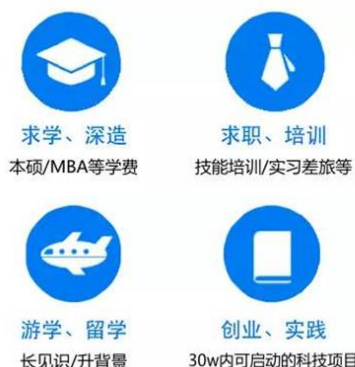 求学、深造
求职、培训
本硕/MBA等学费
技能培训/实习差旅等
游学、留学
创业、实践
长见识/升背景
30w内可启动的科技项目